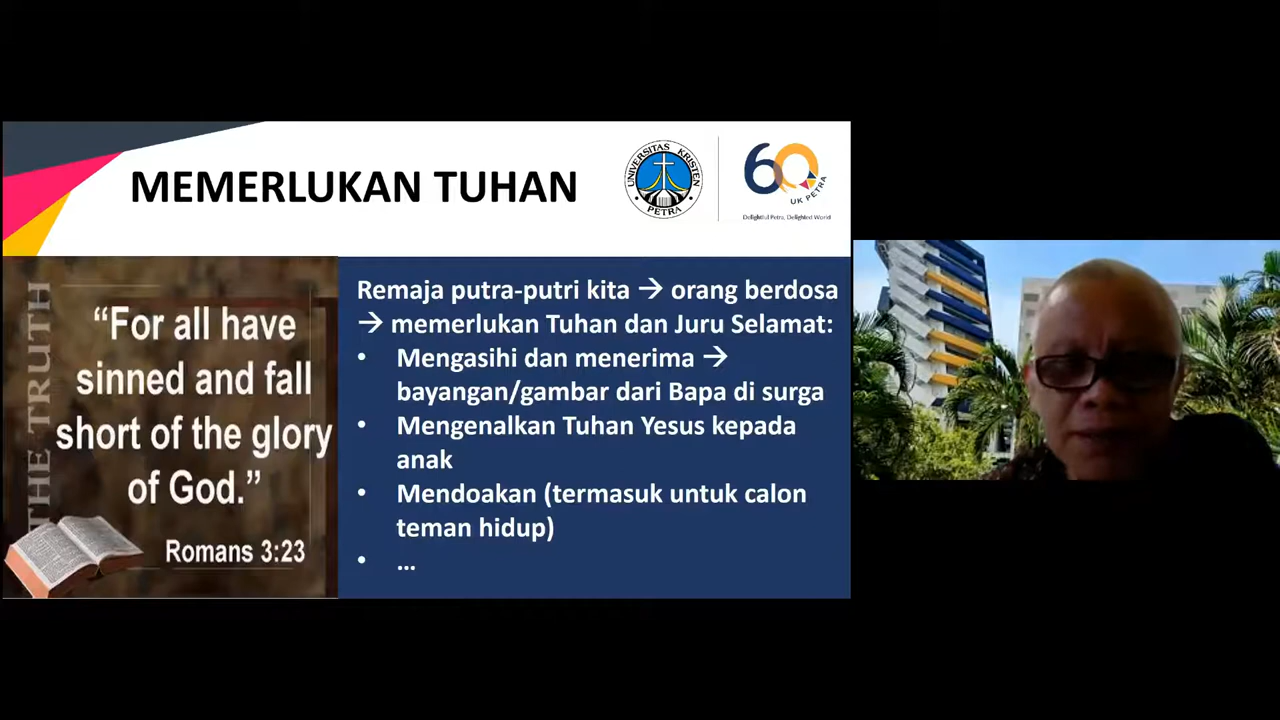 MEMERLUKAN TUHAN
UNIVERSITAS KRISTEN
PETRA
60
UK PETRA
Delightful Petra, Delighted World
THE TRUTH
“For all have
sinned and fall
short of the glory
of God.”
Romans 3:23
Remaja putra-putri kita → orang berdosa
→ memerlukan Tuhan dan Juru Selamat:
• Mengasihi dan menerima →
bayangan/gambar dari Bapa di surga
• Mengenalkan Tuhan Yesus kepada
anak
• Mendoakan (termasuk untuk calon
teman hidup)
• ...